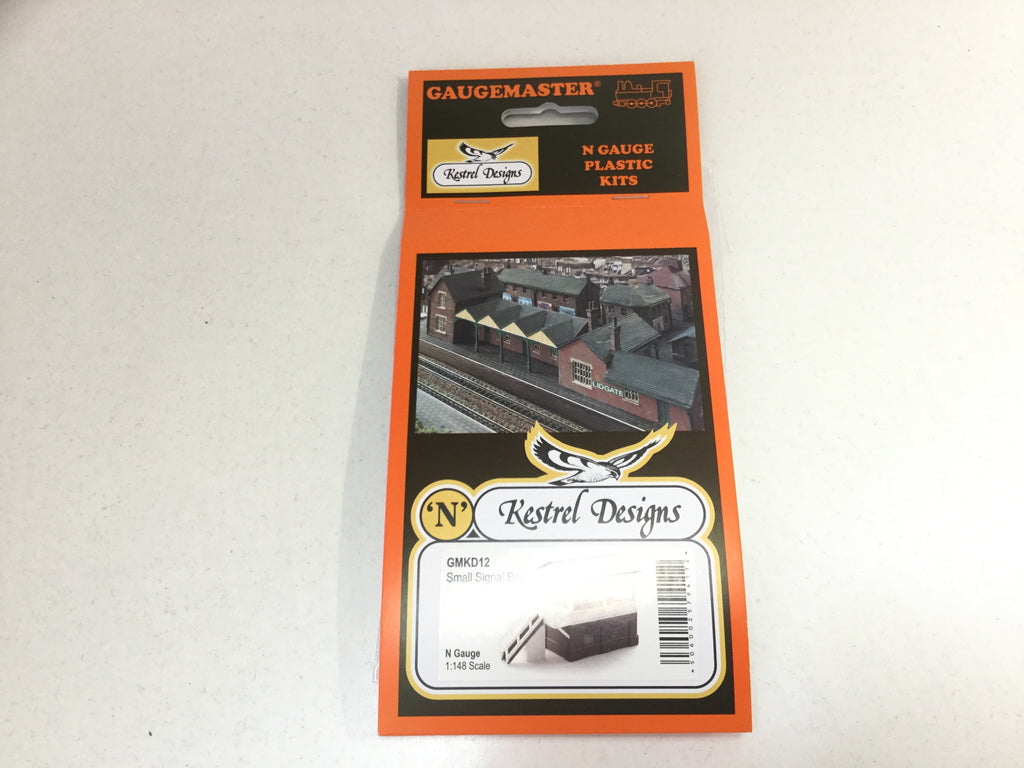 GAUGEMASTER®
Kestrel Designs
N GAUGE
PLASTIC
KITS
LIDGATE
'N'
Kestrel Designs
GMKD12
Small Signal
N Gauge
1:148 Scale